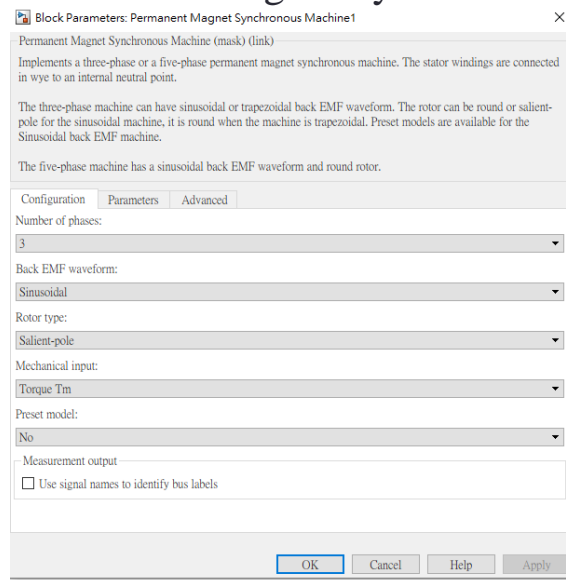 Block Parameters: Permanent Magnet Synchronous Machine1
Permanent Magnet Synchronous Machine (mask) (link)
Implements a three-phase or a five-phase permanent magnet synchronous machine. The stator windings are connected
in wye to an internal neutral point.
The three-phase machine can have sinusoidal or trapezoidal back EMF waveform. The rotor can be round or salient-
pole for the sinusoidal machine, it is round when the machine is trapezoidal. Preset models are available for the
Sinusoidal back EMF machine.
The five-phase machine has a sinusoidal back EMF waveform and round rotor.
Configuration Parameters Advanced
Number of phases:
3
Back EMF waveform:
Sinusoidal
Rotor type:
Salient-pole
Mechanical input:
Torque Tm
Preset model:
No
Measurement output
Use signal names to identify bus labels
OK Cancel Help Apply